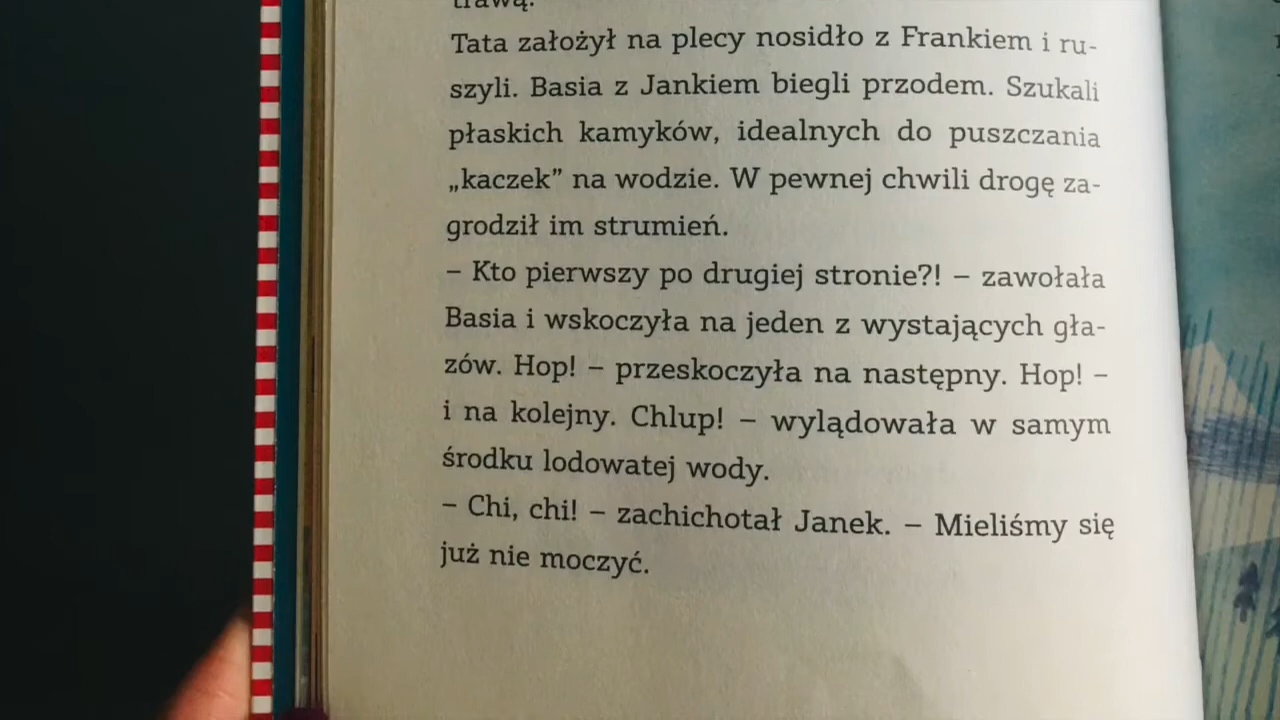 trawą.
Tata założył na plecy nosidło z Frankiem i ru-
szyli. Basia z Jankiem biegli przodem. Szukali
płaskich kamyków, idealnych do puszczania
„kaczek” na wodzie. W pewnej chwili drogę za-
grodził im strumień.
– Kto pierwszy po drugiej stronie?! – zawołała
Basia i wskoczyła na jeden z wystających gła-
zów. Hop! – przeskoczyła na następny. Hop! –
i na kolejny. Chlup! – wylądowała w samym
środku lodowatej wody.
– Chi, chi! – zachichotał Janek. – Mieliśmy się
już nie moczyć.